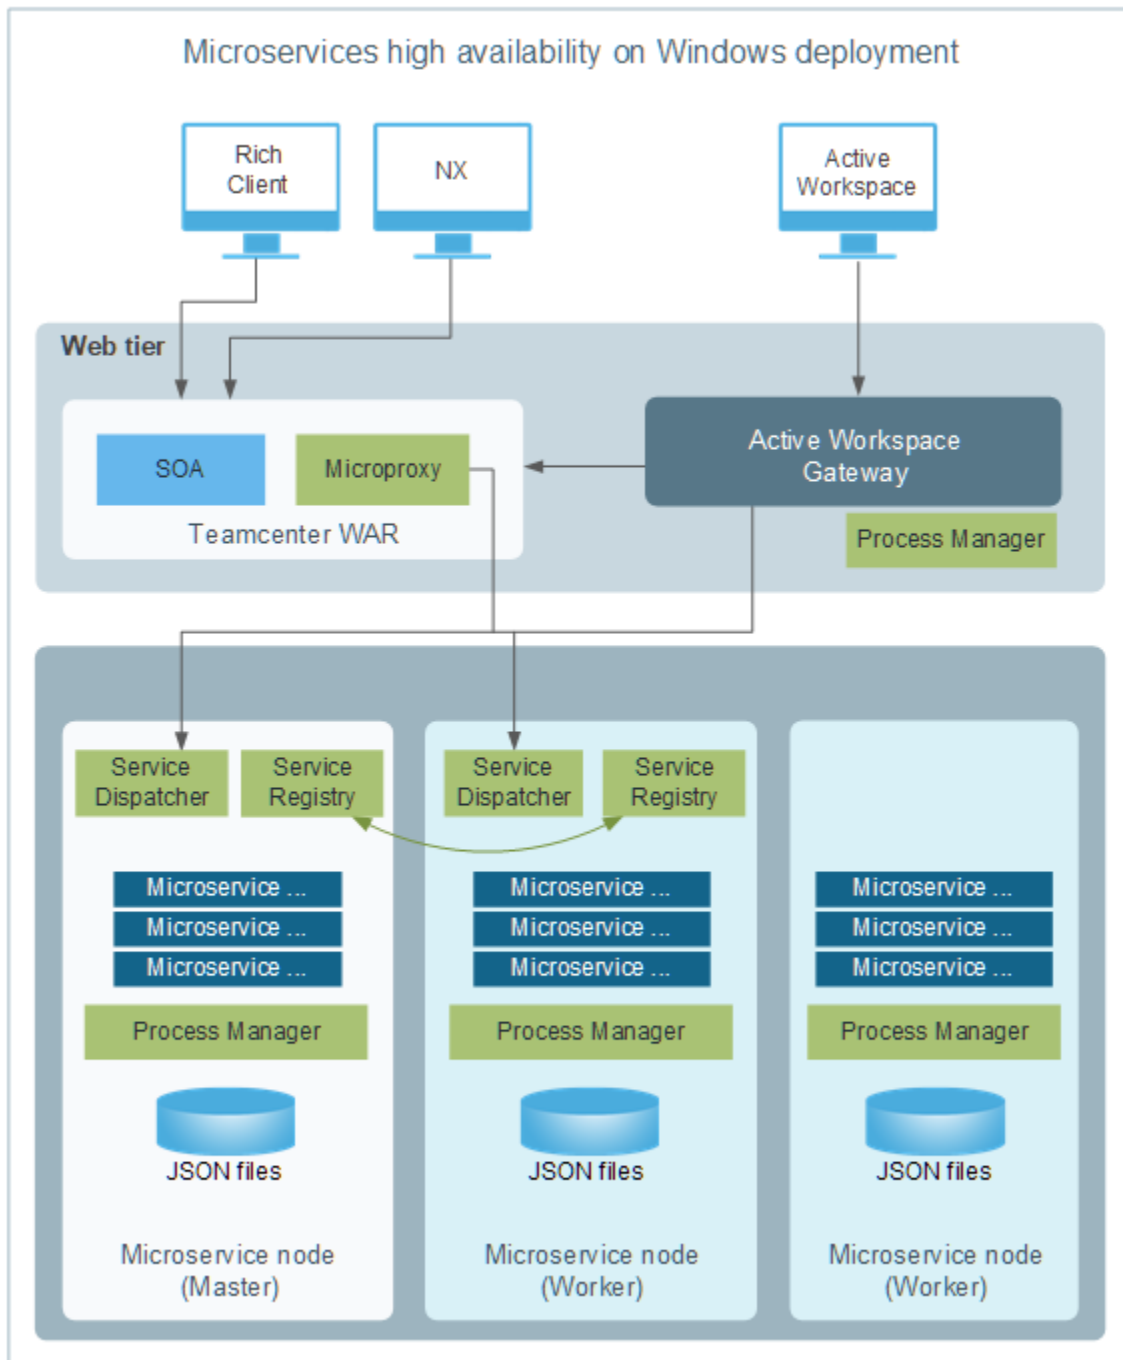 Microservices high availability on Windows deployment
Rich
Client
NX
Active
Workspace
Web tier
SOA
Microproxy
Teamcenter WAR
Active Workspace
Gateway
Process Manager
Service
Dispatcher
Service
Registry
Service
Dispatcher
Service
Registry
Microservice ...
Microservice ...
Microservice ...
Microservice ...
Microservice ...
Microservice ...
Microservice ...
Microservice ...
Microservice ...
Process Manager
Process Manager
Process Manager
JSON files
JSON files
JSON files
Microservice node
(Master)
Microservice node
(Worker)
Microservice node
(Worker)